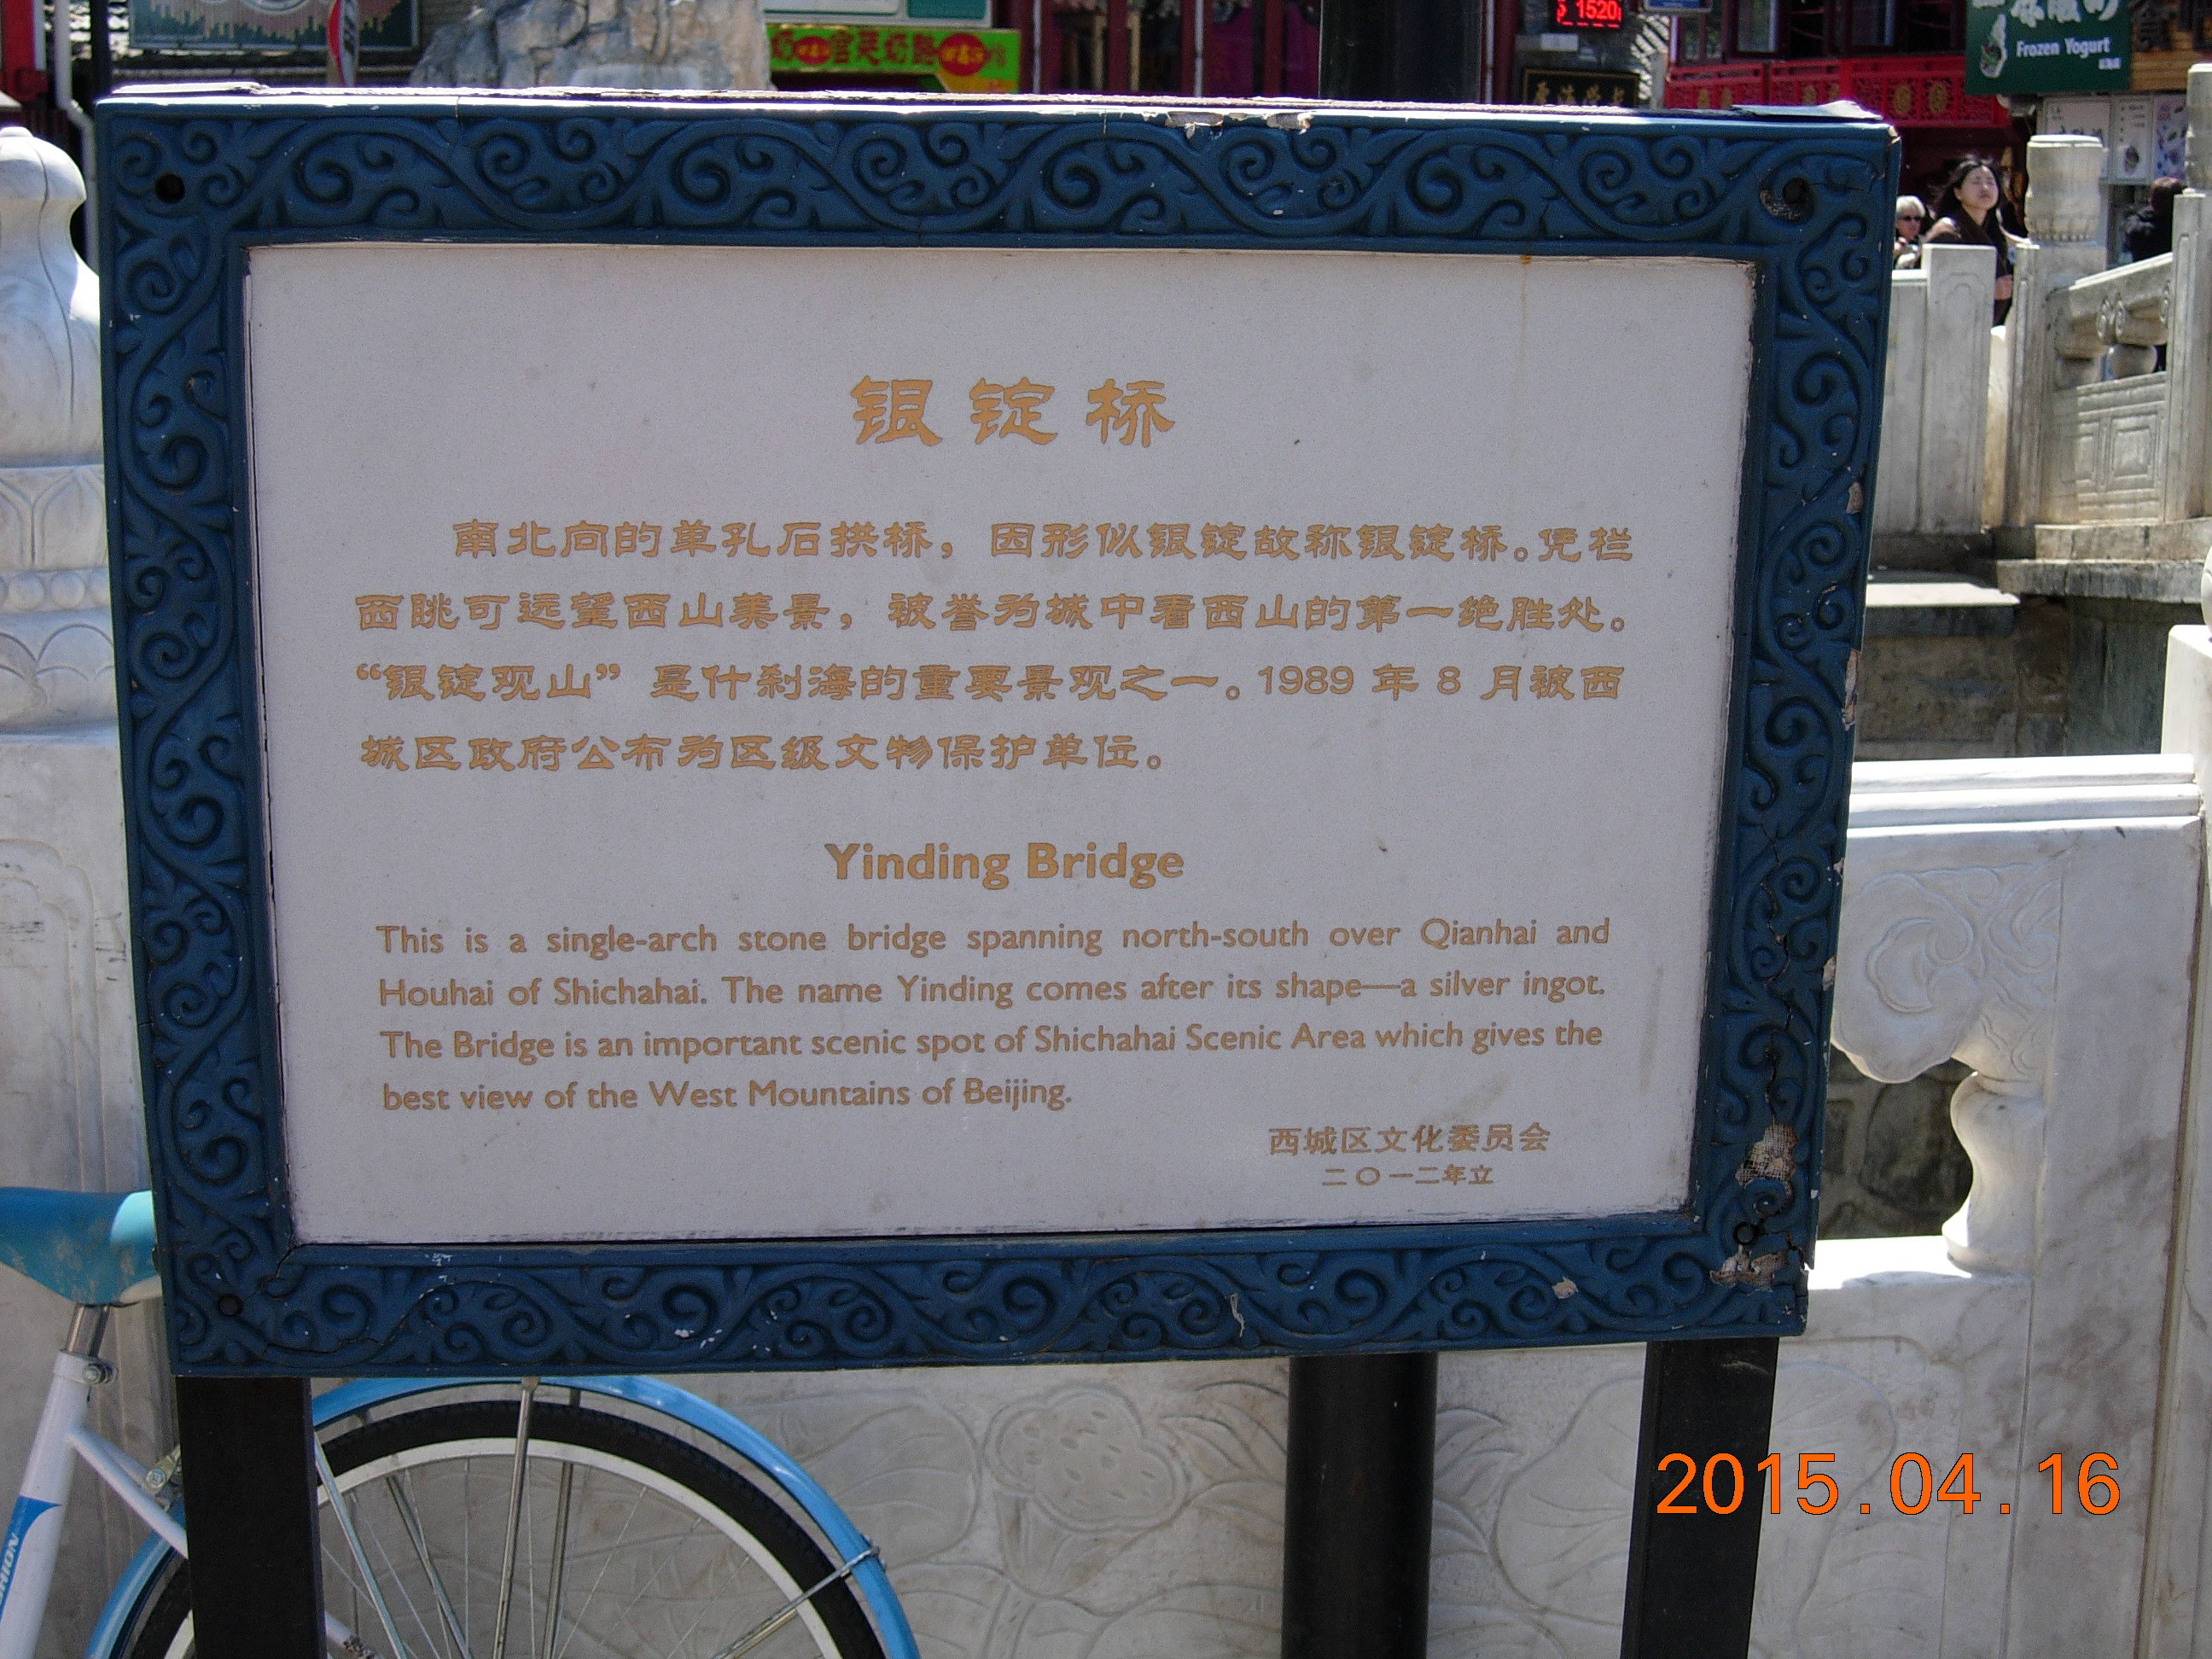 1520
Frozen Yogurt
银锭桥
南北向的单孔石拱桥，因形似银锭故称银锭桥。凭栏
西眺可远望西山美景，被誉为城中看西山的第一绝胜处。
“银锭观山”是什刹海的重要景观之一。1989 年 8 月被西
城区政府公布为区级文物保护单位。
Yinding Bridge
This is a single-arch stone bridge spanning north-south over Qianhai and
Houhai of Shichahai. The name Yinding comes after its shape—a silver ingot.
The Bridge is an important scenic spot of Shichahai Scenic Area which gives the
best view of the West Mountains of Beijing.
西城区文化委员会
二〇一二年立
2015.04.16